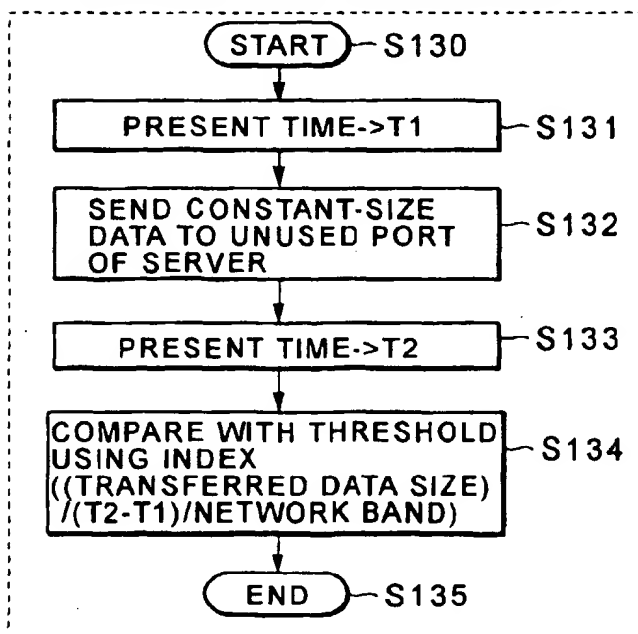 START S130
PRESENT TIME->T1 S131
SEND CONSTANT-SIZE
DATA TO UNUSED PORT S132
OF SERVER
PRESENT TIME->T2 S133
COMPARE WITH THRESHOLD
USING INDEX S134
((TRANSFERRED DATA SIZE)
/(T2-T1)/NETWORK BAND)
END S135